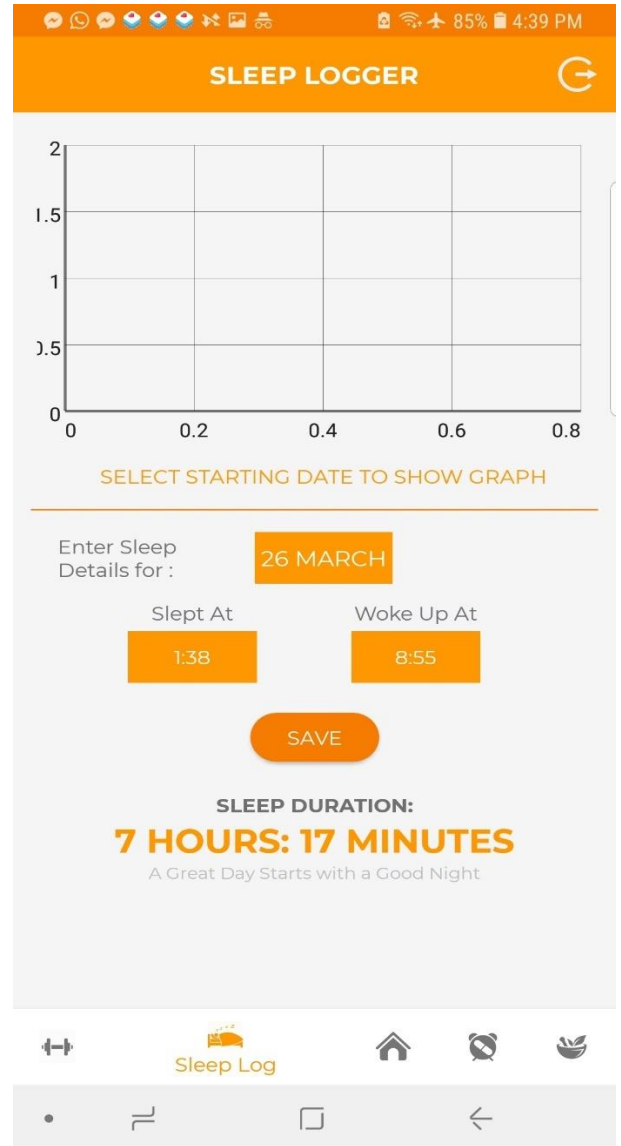 85% 4:39 PM
SLEEP LOGGER
2
1.5
1
0.5
0
0 0.2 0.4 0.6 0.8
SELECT STARTING DATE TO SHOW GRAPH
Enter Sleep
Details for :
26 MARCH
Slept At Woke Up At
1:38 8:55
SAVE
SLEEP DURATION:
7 HOURS: 17 MINUTES
A Great Day Starts with a Good Night
Sleep Log